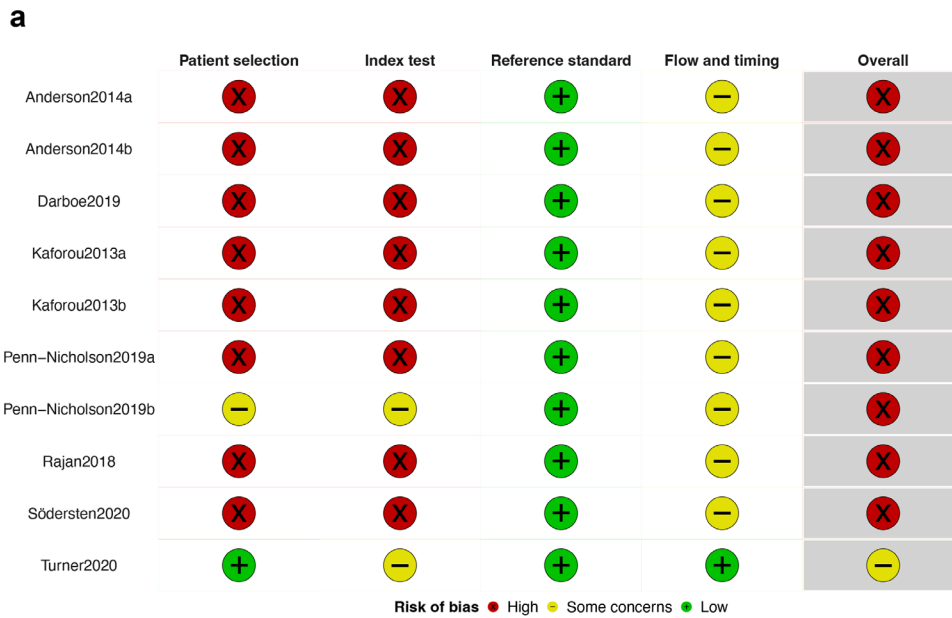 a
Patient selection Index test Reference standard Flow and timing Overall
Anderson2014a X X + − X
Anderson2014b X X + − X
Darboe2019 X X + − X
Kaforou2013a X X + − X
Kaforou2013b X X + − X
Penn−Nicholson2019a X X + − X
Penn−Nicholson2019b − − + − X
Rajan2018 X X + − X
Södersten2020 X X + − X
Turner2020 + − + + −
Risk of bias X High − Some concerns + Low